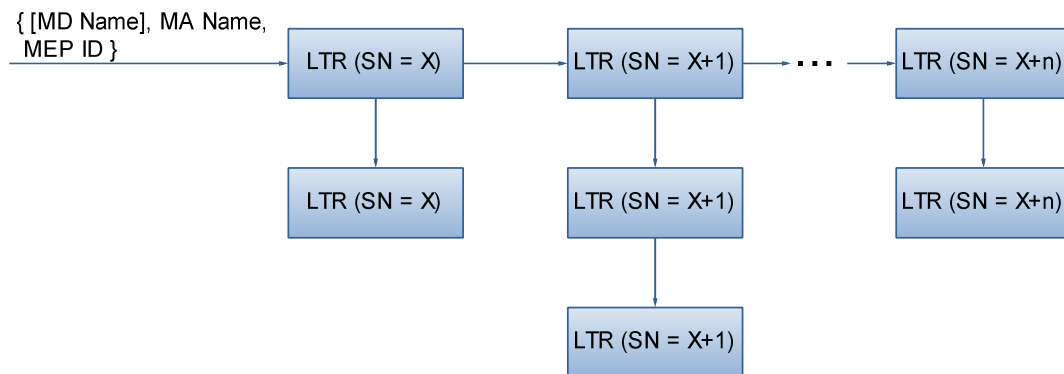 { [MD Name], MA Name,
MEP ID }
LTR (SN = X)
LTR (SN = X+1)
...
LTR (SN = X+n)
LTR (SN = X)
LTR (SN = X+1)
LTR (SN = X+n)
LTR (SN = X+1)